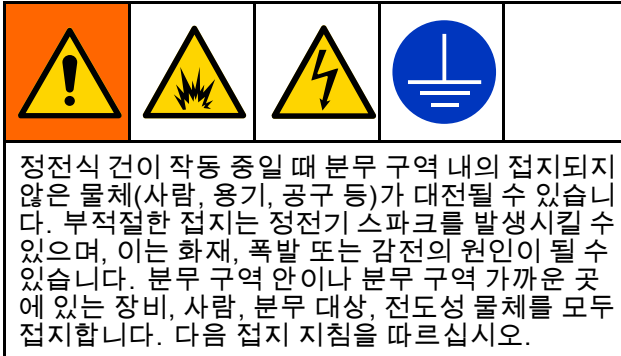 정전식 건이 작동 중일 때 분무 구역 내의 접지되지
않은 물체(사람, 용기, 공구 등)가 대전될 수 있습니
다. 부적절한 접지는 정전기 스파크를 발생시킬 수
있으며, 이는 화재, 폭발 또는 감전의 원인이 될 수
있습니다. 분무 구역 안이나 분무 구역 가까운 곳
에 있는 장비, 사람, 분무 대상, 전도성 물체를 모두
접지합니다. 다음 접지 지침을 따르십시오.